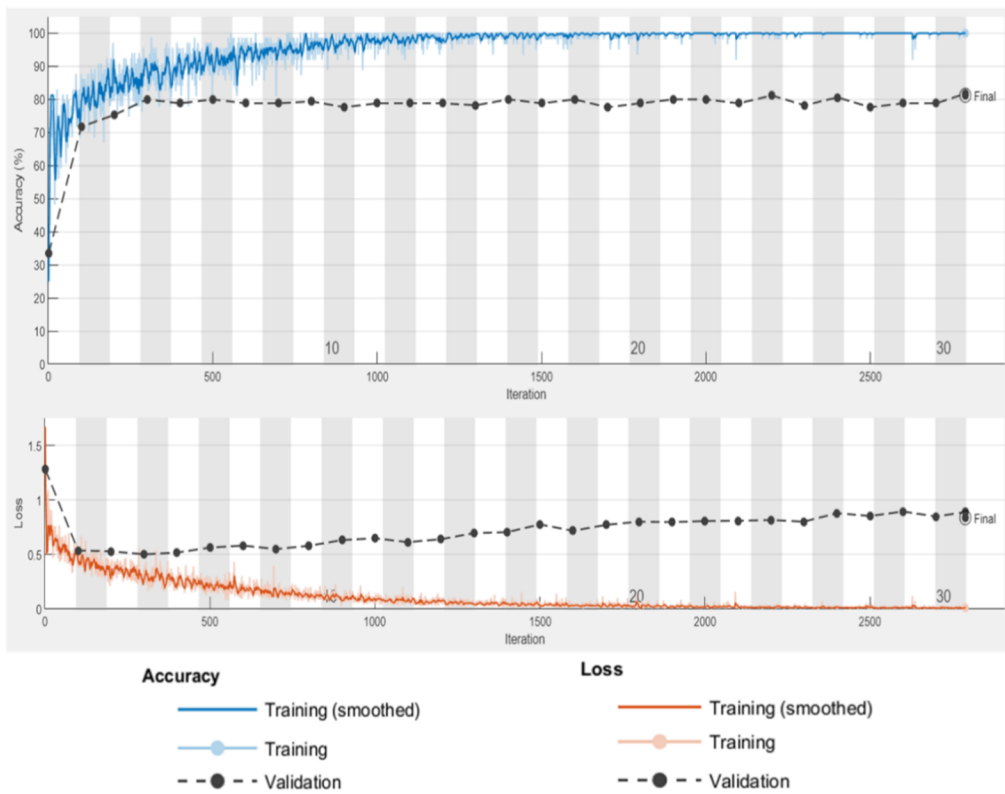 100
90
80
70
60
50
40
30
20
10
0
Accuracy (%)
Final
10 20 30
0 500 1000 1500 2000 2500
Iteration
1.5
1
0.5
0
Loss
Final
20 30
0 500 1000 1500 2000 2500
Iteration
Accuracy Loss
Training (smoothed) Training (smoothed)
Training Training
Validation Validation